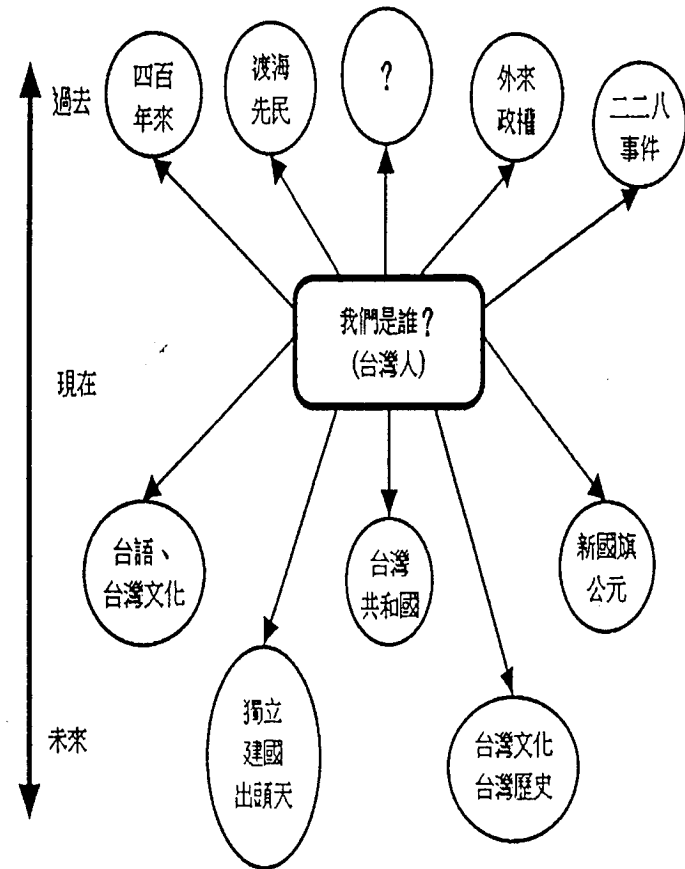 過去
四百
年來
渡海
先民
?
外來
政權
二二八
事件
我們是誰?
(台灣人)
現在
台語、
台灣文化
台灣
共和國
新國旗
公元
未來
獨立
建國
出頭天
台灣文化
台灣歷史